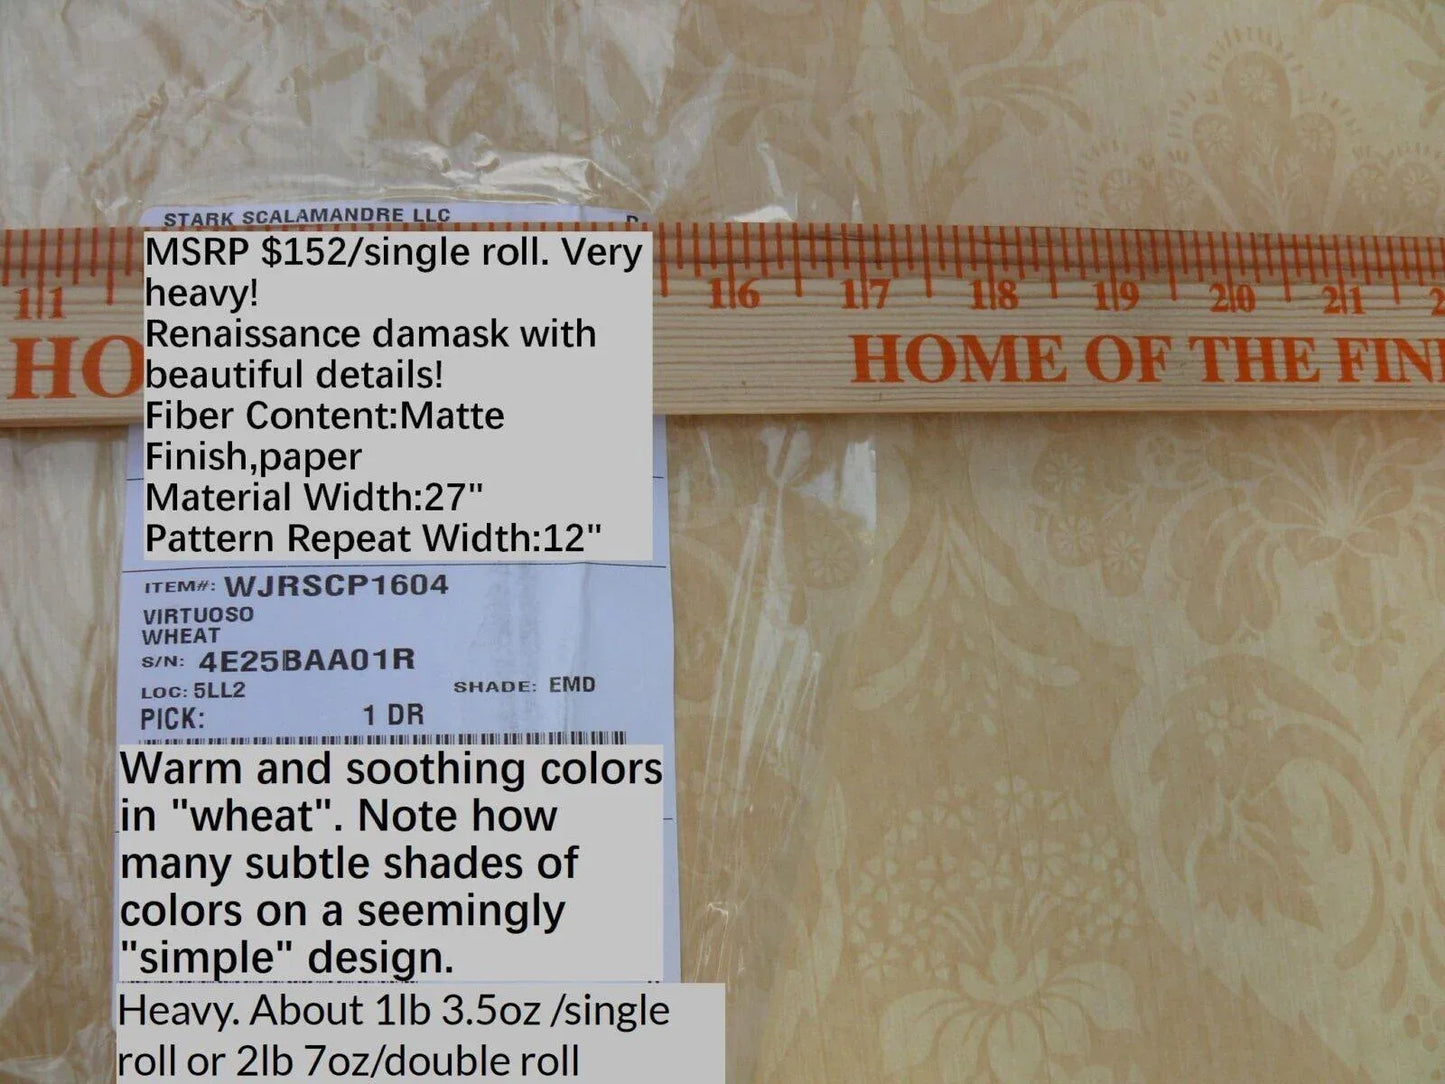 STARK SCALAMANDRE LLC
MSRP $152/single roll. Very
heavy!
Renaissance damask with
beautiful details!
Fiber Content:Matte
Finish,paper
Material Width:27"
Pattern Repeat Width:12"
11 16 17 18 19 20 21
HO HOME OF THE FIN
ITEM#: WJRSCP1604
VIRTUOSO
WHEAT
S/N: 4E25BAA01R
LOC: 5LL2 SHADE: EMD
PICK: 1 DR
Warm and soothing colors
in "wheat". Note how
many subtle shades of
colors on a seemingly
"simple" design.
Heavy. About 1lb 3.5oz /single
roll or 2lb 7oz/double roll